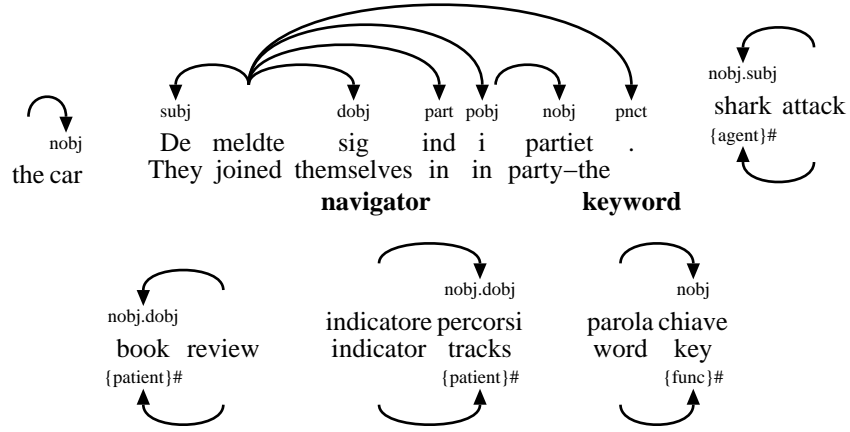 nobj
the car
subj dobj part pobj nobj pnct
De meldte sig ind i partiet .
They joined themselves in in party−the
navigator keyword
nobj.subj
shark attack
{agent}#
nobj.dobj
book review
{patient}#
nobj.dobj
indicatore percorsi
indicator tracks
{patient}#
nobj
parola chiave
word key
{func}#